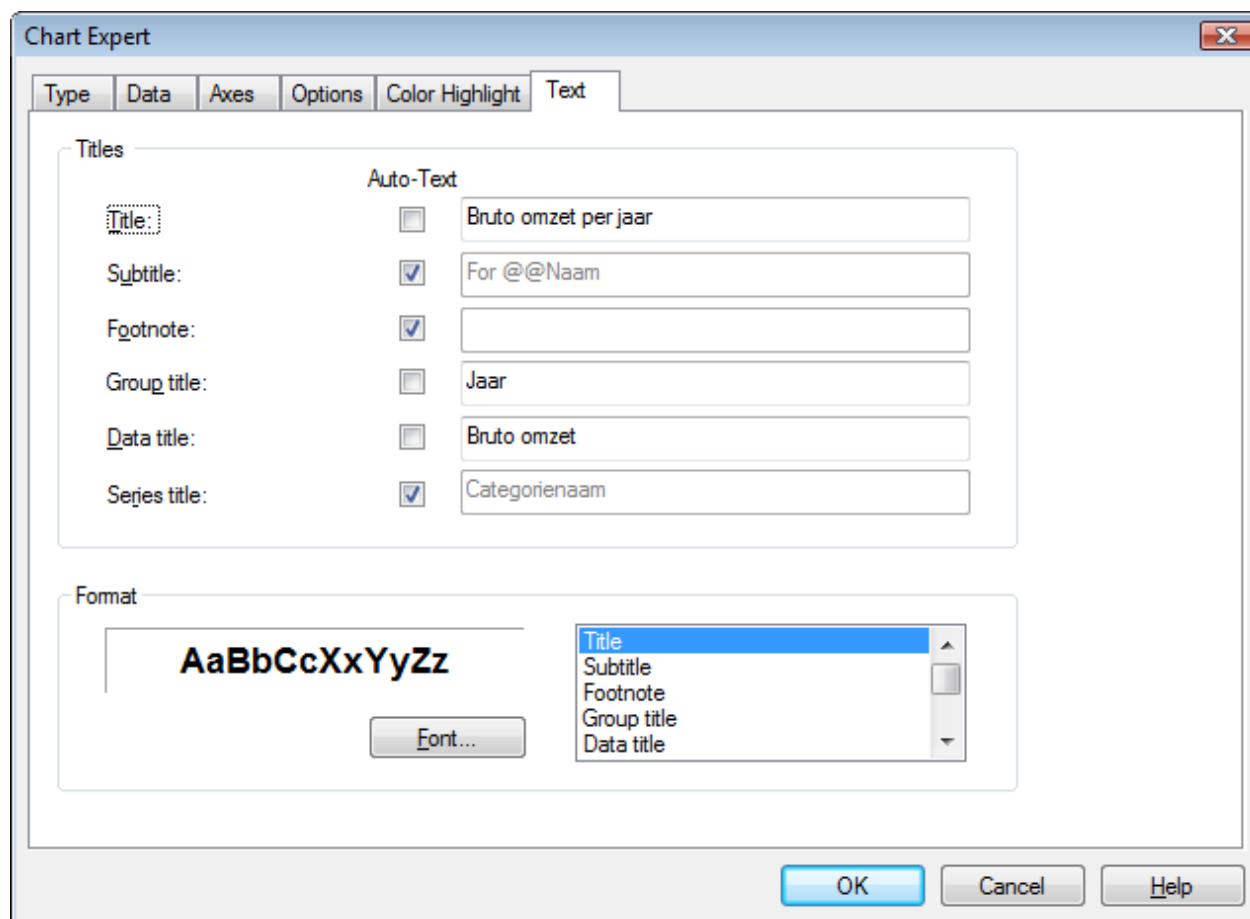 Chart Expert
Type Data Axes Options Color Highlight Text
Titles
Auto-Text
Title: Bruto omzet per jaar
Subtitle: For @@Naam
Footnote:
Group title: Jaar
Data title: Bruto omzet
Series title: Categorienaam
Format
AaBbCcXxYyZz
Title
Subtitle
Footnote
Group title
Data title
Font...
OK Cancel Help